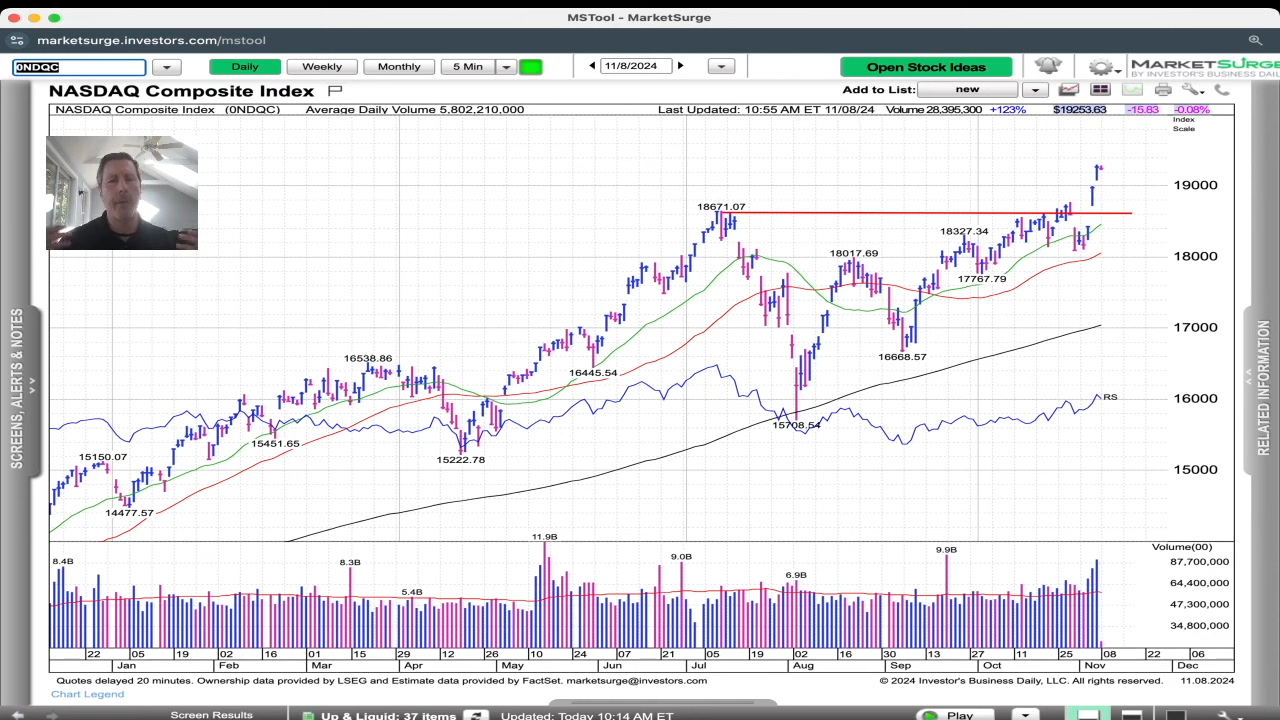 MSTool - MarketSurge
marketsurge.investors.com/mstool
0NDQC Daily Weekly Monthly 5 Min 11/8/2024 Open Stock Ideas MARKETSURGE
BY INVESTOR'S BUSINESS DAILY
NASDAQ Composite Index Add to List: new
NASDAQ Composite Index (0NDQC) Average Daily Volume 5,802,210,000 Last Updated: 10:55 AM ET 11/08/24 Volume 28,395,300 +123% $19253.63 -15.83 -0.08%
Index
Scale
19000
18671.07
18327.34
18017.69
18000
17767.79
17000
16668.57
16538.86
16445.54
16000
RS
15708.54
15451.65
15222.78
15150.07
15000
14477.57
SCREENS, ALERTS & NOTES
RELATED INFORMATION
11.9B
Volume(00)
8.4B 8.3B 9.0B 9.9B
87,700,000
6.9B
64,400,000
5.4B
47,300,000
34,800,000
22 05 19 02 16 01 15 29 12 26 10 24 07 21 05 19 02 16 30 13 27 11 25 08 22 06
Jan Feb Mar Apr May Jun Jul Aug Sep Oct Nov Dec
Quotes delayed 20 minutes. Ownership data provided by LSEG and Estimate data provided by FactSet. marketsurge@investors.com © 2024 Investor's Business Daily, LLC. All rights reserved. 11.08.2024
Chart Legend
Screen Results Up & Liquid: 37 items Updated: Today 10:14 AM ET Play